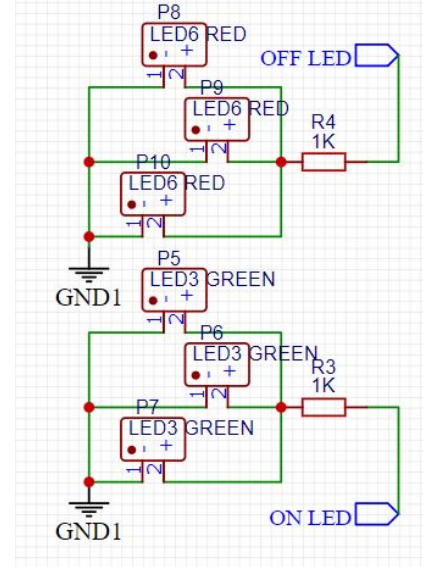 P8
LED6 RED
- +
1 2
OFF LED
P9
LED6 RED
- +
1 2
R4
1K
P10
LED6 RED
- +
1 2
GND1
P5
LED3 GREEN
- +
1 2
P6
LED3 GREEN
- +
1 2
R3
1K
P7
LED3 GREEN
- +
1 2
GND1
ON LED